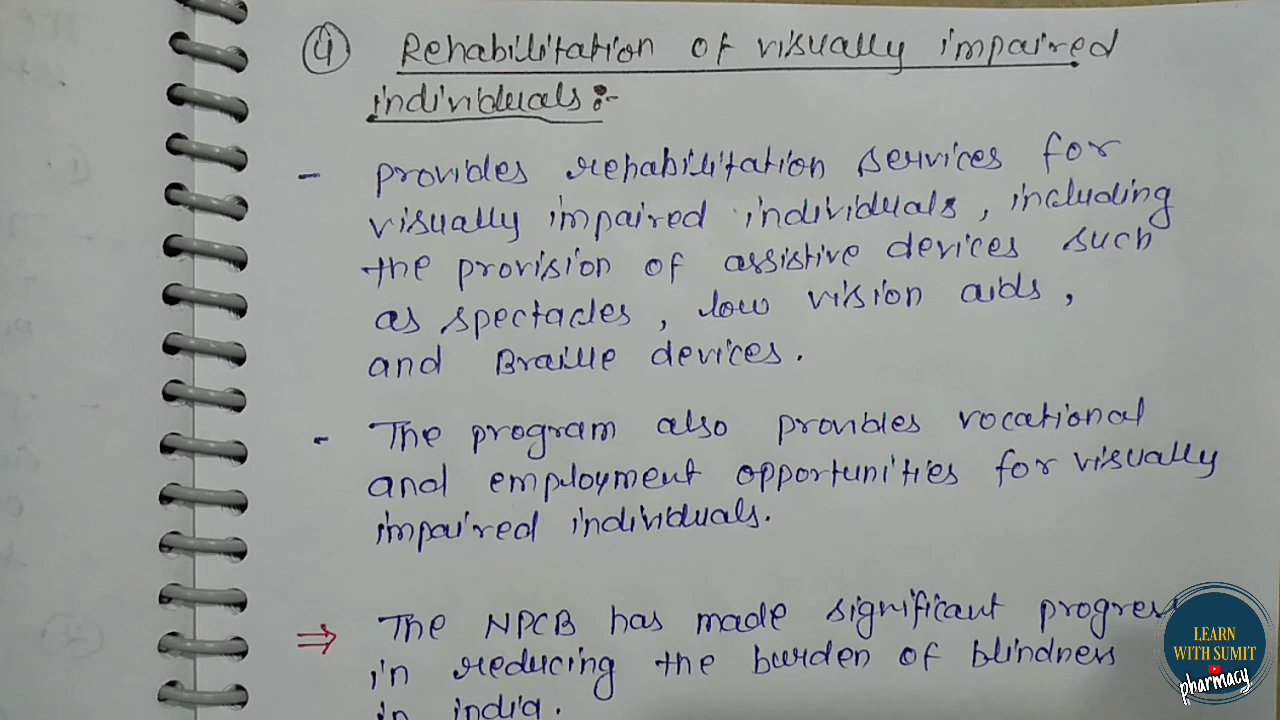 ④ Rehabilitation of visually impaired
individuals:-
- provides rehabilitation services for
visually impaired individuals, including
the provision of assistive devices such
as spectacles, low vision aids,
and Braille devices.
- The program also provides vocational
and employment opportunities for visually
impaired individuals.
⇒ The NPCB has made significant progress
in reducing the burden of blindness
in india.
LEARN
WITH SUMIT
pharmacy